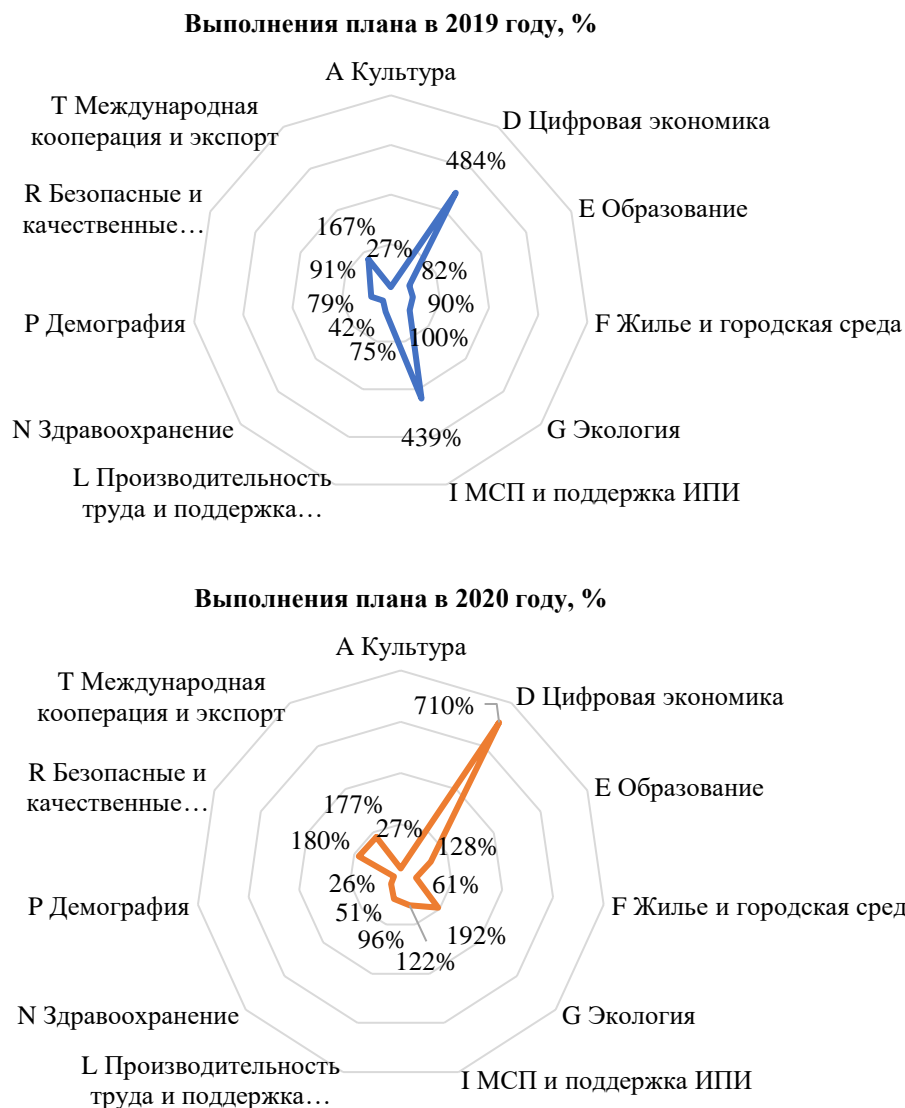 Выполнения плана в 2019 году, %
A Культура
T Международная
кооперация и экспорт
D Цифровая экономика
484%
R Безопасные и
качественные…
E Образование
167%
27%
91%
82%
79%
90%
P Демография
F Жилье и городская среда
42%
100%
75%
N Здравоохранение
439%
G Экология
L Производительность
труда и поддержка…
I МСП и поддержка ИПИ
Выполнения плана в 2020 году, %
A Культура
T Международная
кооперация и экспорт
710%
D Цифровая экономика
R Безопасные и
качественные…
E Образование
177%
27%
180%
128%
26%
61%
P Демография
F Жилье и городская сред
51%
96%
192%
122%
N Здравоохранение
G Экология
L Производительность
труда и поддержка…
I МСП и поддержка ИПИ